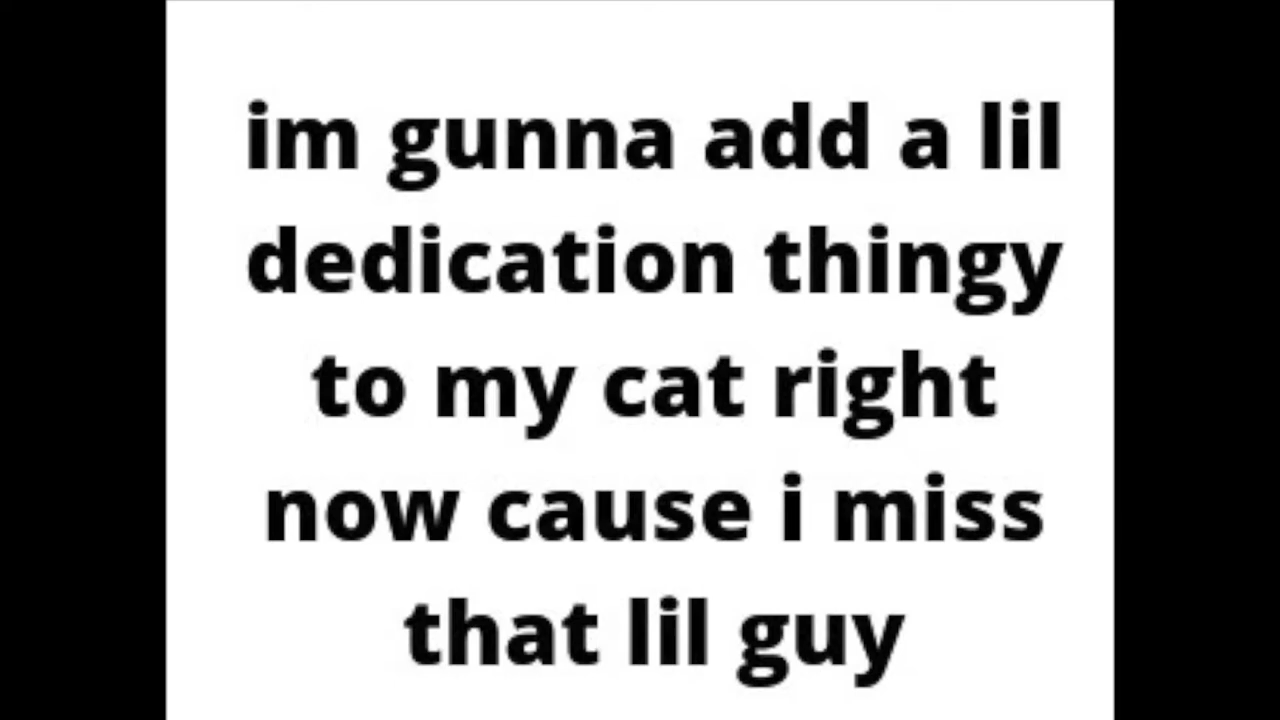 im gunna add a lil
dedication thingy
to my cat right
now cause i miss
that lil guy